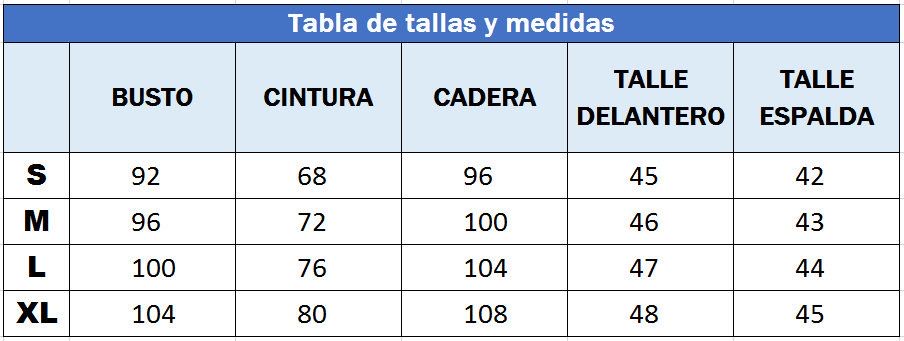 Tabla de tallas y medidas
BUSTO CINTURA CADERA TALLE DELANTERO TALLE ESPALDA
S 92 68 96 45 42
M 96 72 100 46 43
L 100 76 104 47 44
XL 104 80 108 48 45